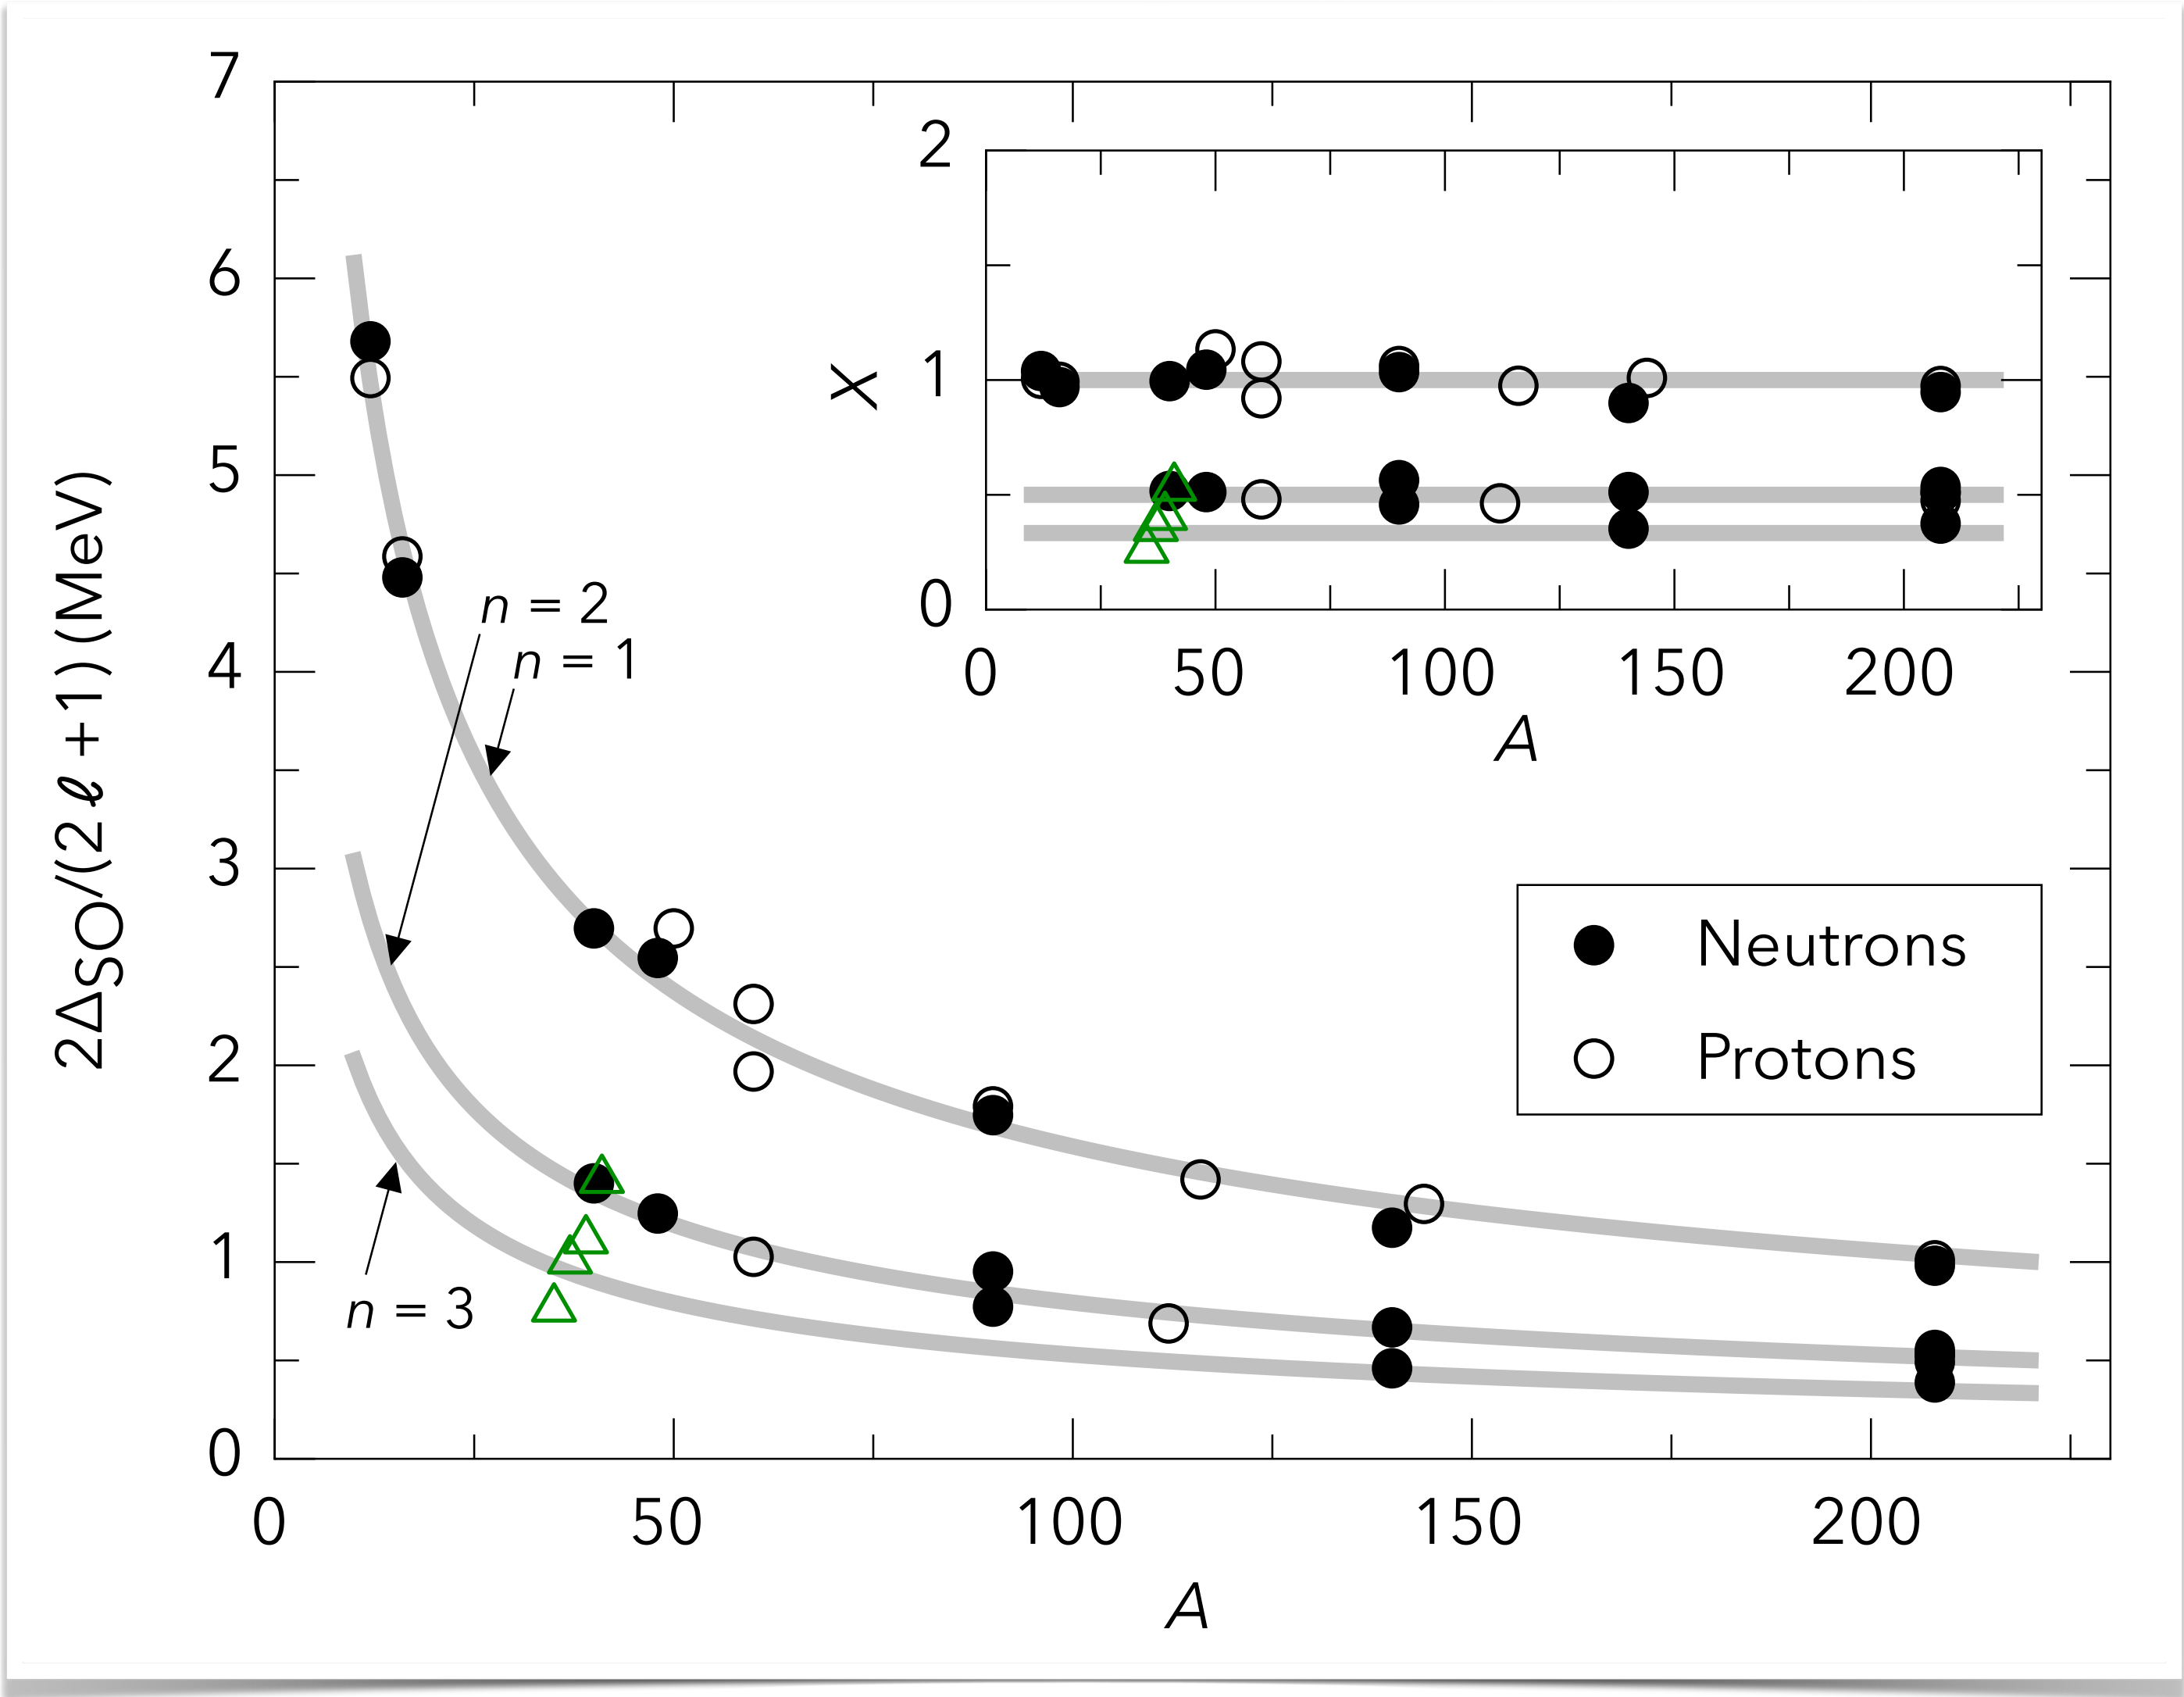 7
6
5
4
3
2
1
0
2ΔSO/(2ℓ+1) (MeV)
0 50 100 150 200
A
2
1
0
X
0 50 100 150 200
A
n = 2
n = 1
n = 3
Neutrons
Protons